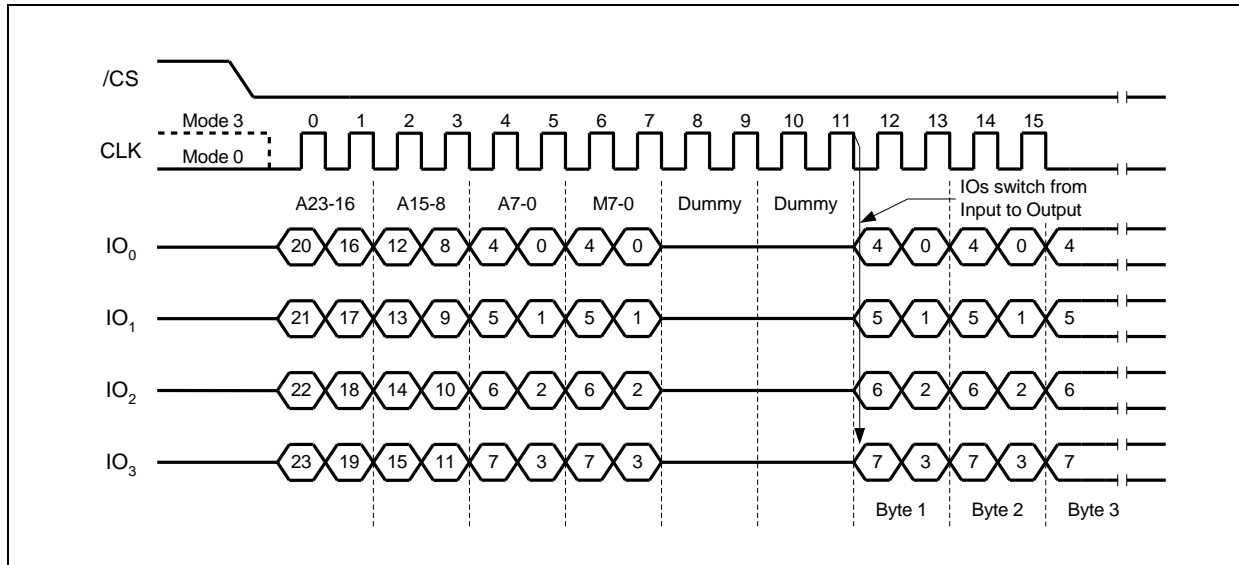 /CS
Mode 3 0 1 2 3 4 5 6 7 8 9 10 11 12 13 14 15
CLK
Mode 0
IOs switch from
Input to Output
A23-16 A15-8 A7-0 M7-0 Dummy Dummy
IO0 20 16 12 8 4 0 4 0 4 0 4 0 4
IO1 21 17 13 9 5 1 5 1 5 1 5 1 5
IO2 22 18 14 10 6 2 6 2 6 2 6 2 6
IO3 23 19 15 11 7 3 7 3 7 3 7 3 7
Byte 1 Byte 2 Byte 3